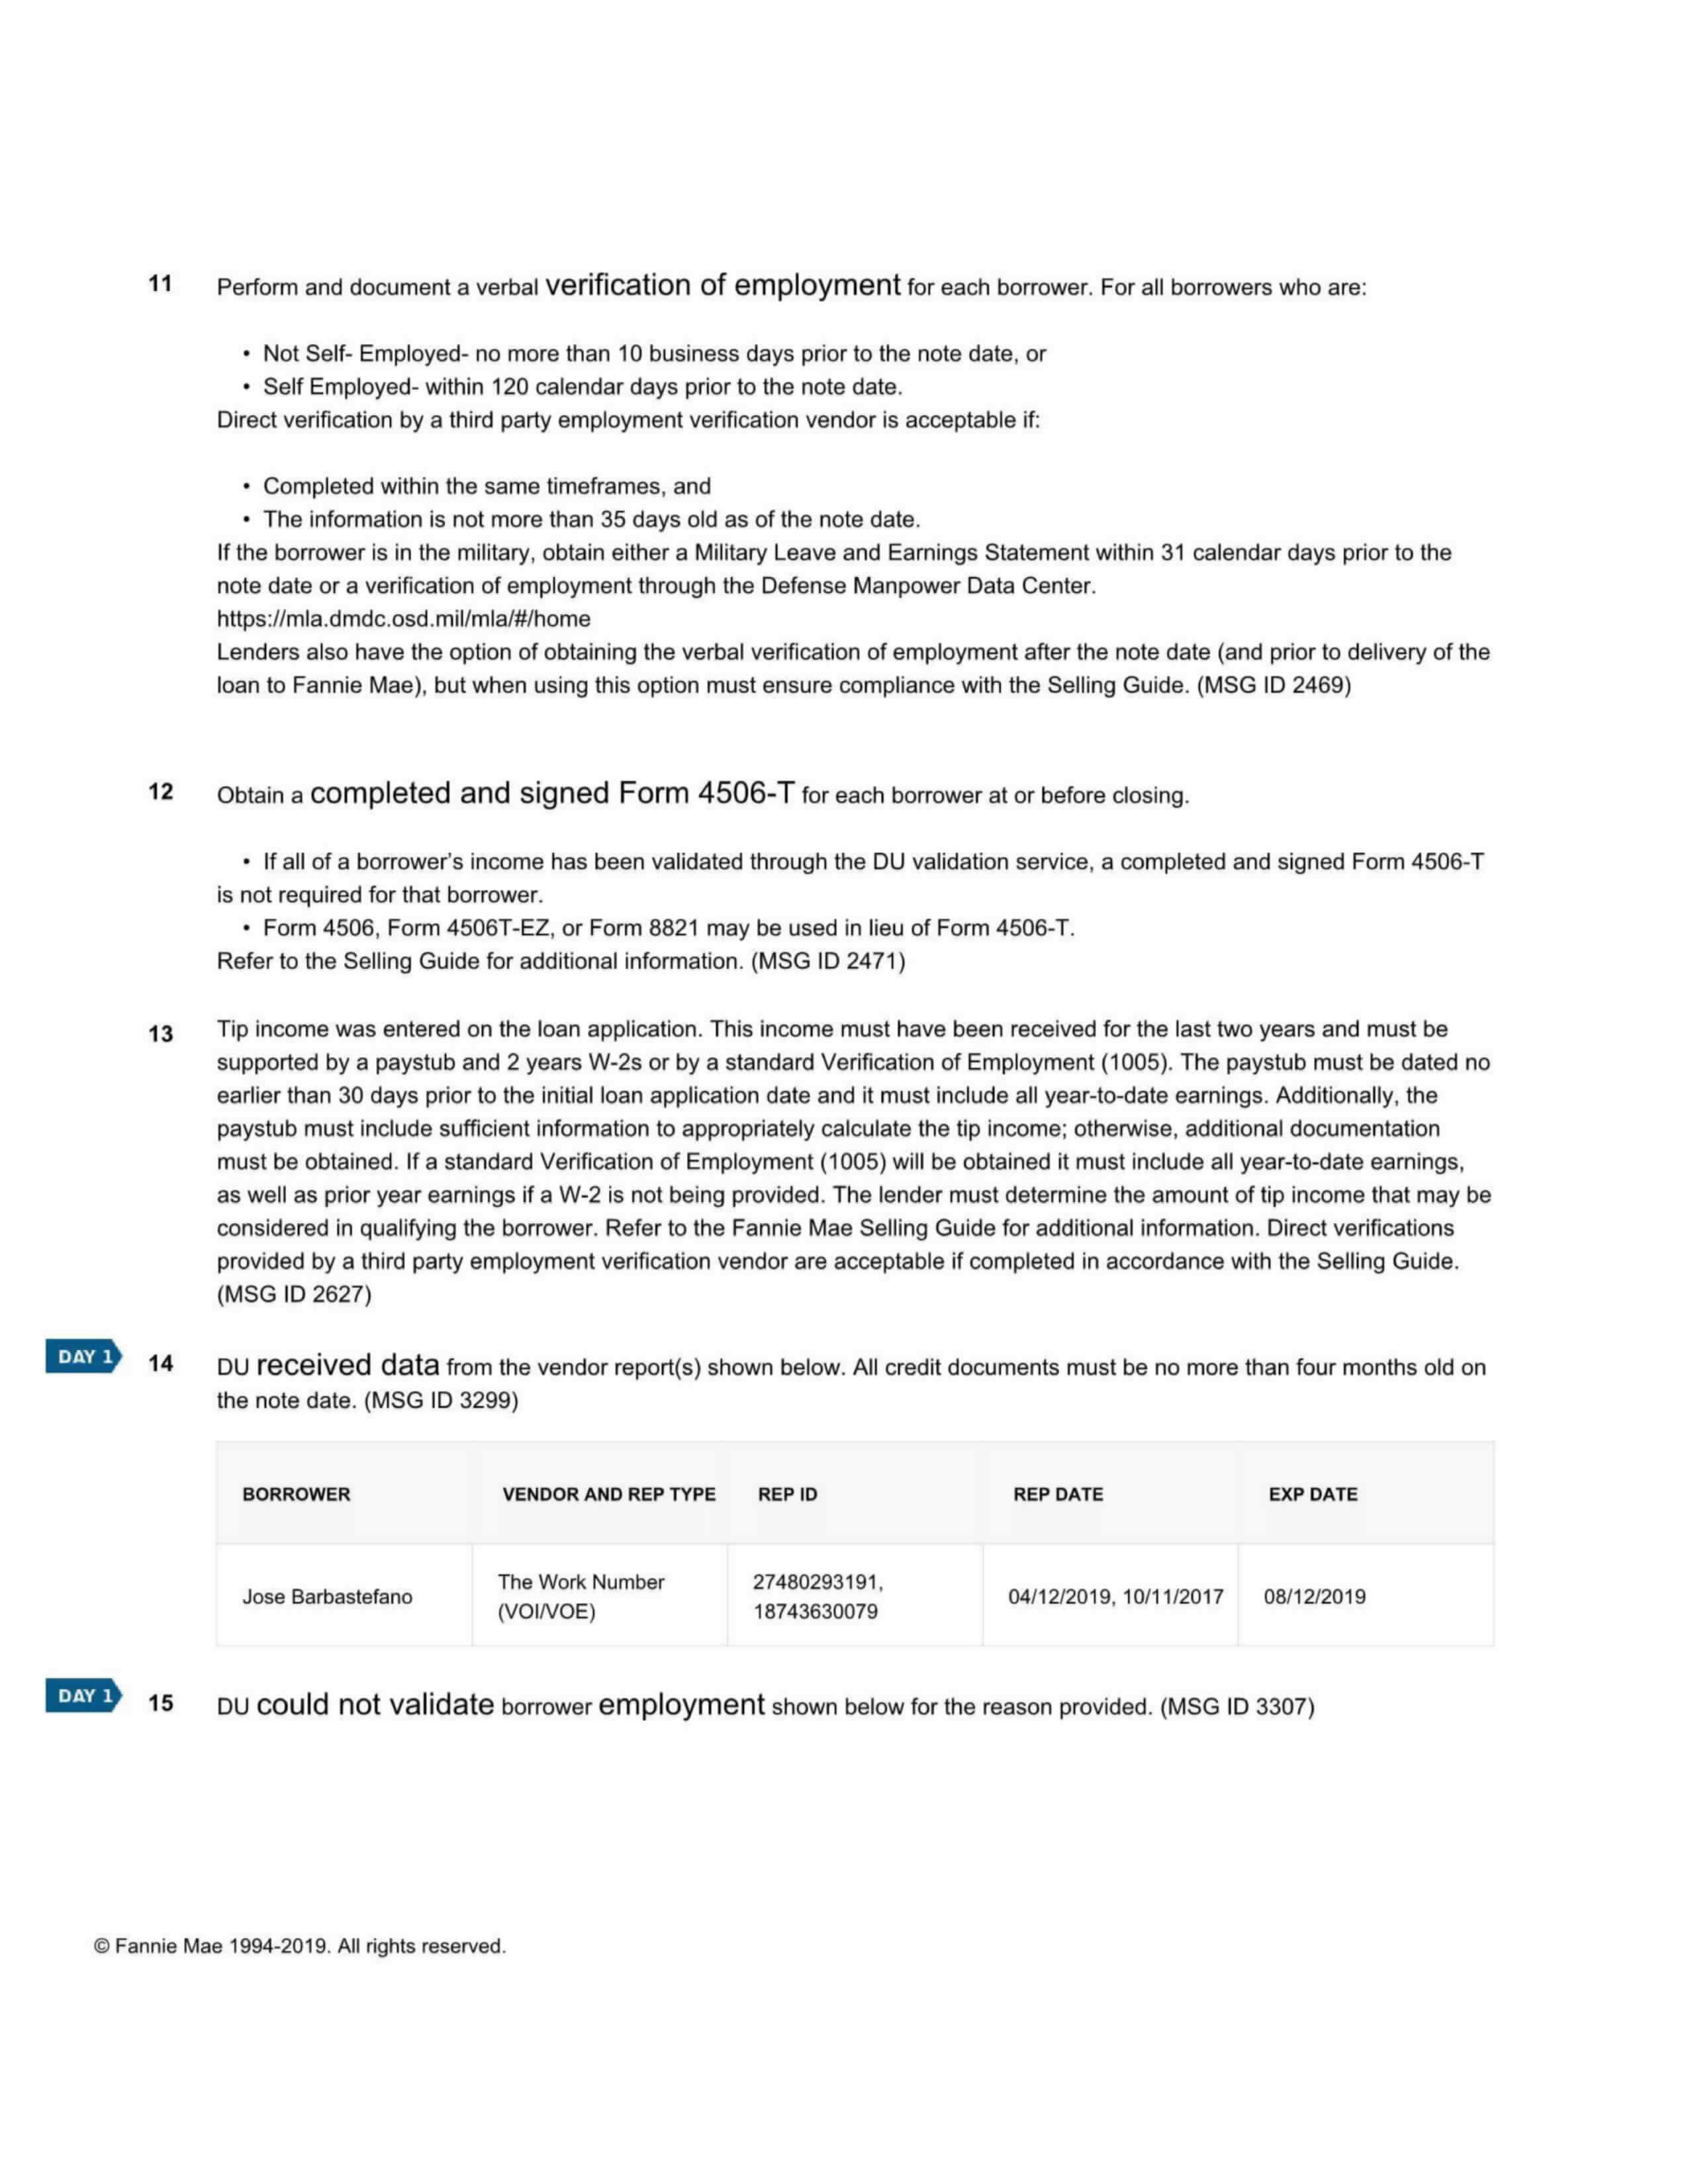 11 Perform and document a verbal verification of employment for each borrower. For all borrowers who are:
• Not Self- Employed- no more than 10 business days prior to the note date, or
• Self Employed- within 120 calendar days prior to the note date.
Direct verification by a third party employment verification vendor is acceptable if:
• Completed within the same timeframes, and
• The information is not more than 35 days old as of the note date.
If the borrower is in the military, obtain either a Military Leave and Earnings Statement within 31 calendar days prior to the
note date or a verification of employment through the Defense Manpower Data Center.
https://mla.dmdc.osd.mil/mla/#/home
Lenders also have the option of obtaining the verbal verification of employment after the note date (and prior to delivery of the
loan to Fannie Mae), but when using this option must ensure compliance with the Selling Guide. (MSG ID 2469)
12 Obtain a completed and signed Form 4506-T for each borrower at or before closing.
• If all of a borrower's income has been validated through the DU validation service, a completed and signed Form 4506-T
is not required for that borrower.
• Form 4506, Form 4506T-EZ, or Form 8821 may be used in lieu of Form 4506-T.
Refer to the Selling Guide for additional information. (MSG ID 2471)
13 Tip income was entered on the loan application. This income must have been received for the last two years and must be
supported by a paystub and 2 years W-2s or by a standard Verification of Employment (1005). The paystub must be dated no
earlier than 30 days prior to the initial loan application date and it must include all year-to-date earnings. Additionally, the
paystub must include sufficient information to appropriately calculate the tip income; otherwise, additional documentation
must be obtained. If a standard Verification of Employment (1005) will be obtained it must include all year-to-date earnings,
as well as prior year earnings if a W-2 is not being provided. The lender must determine the amount of tip income that may be
considered in qualifying the borrower. Refer to the Fannie Mae Selling Guide for additional information. Direct verifications
provided by a third party employment verification vendor are acceptable if completed in accordance with the Selling Guide.
(MSG ID 2627)
DAY 1 14 DU received data from the vendor report(s) shown below. All credit documents must be no more than four months old on
the note date. (MSG ID 3299)
BORROWER VENDOR AND REP TYPE REP ID REP DATE EXP DATE
Jose Barbastefano The Work Number (VOI/VOE) 27480293191, 18743630079 04/12/2019, 10/11/2017 08/12/2019
DAY 1 15 DU could not validate borrower employment shown below for the reason provided. (MSG ID 3307)
© Fannie Mae 1994-2019. All rights reserved.